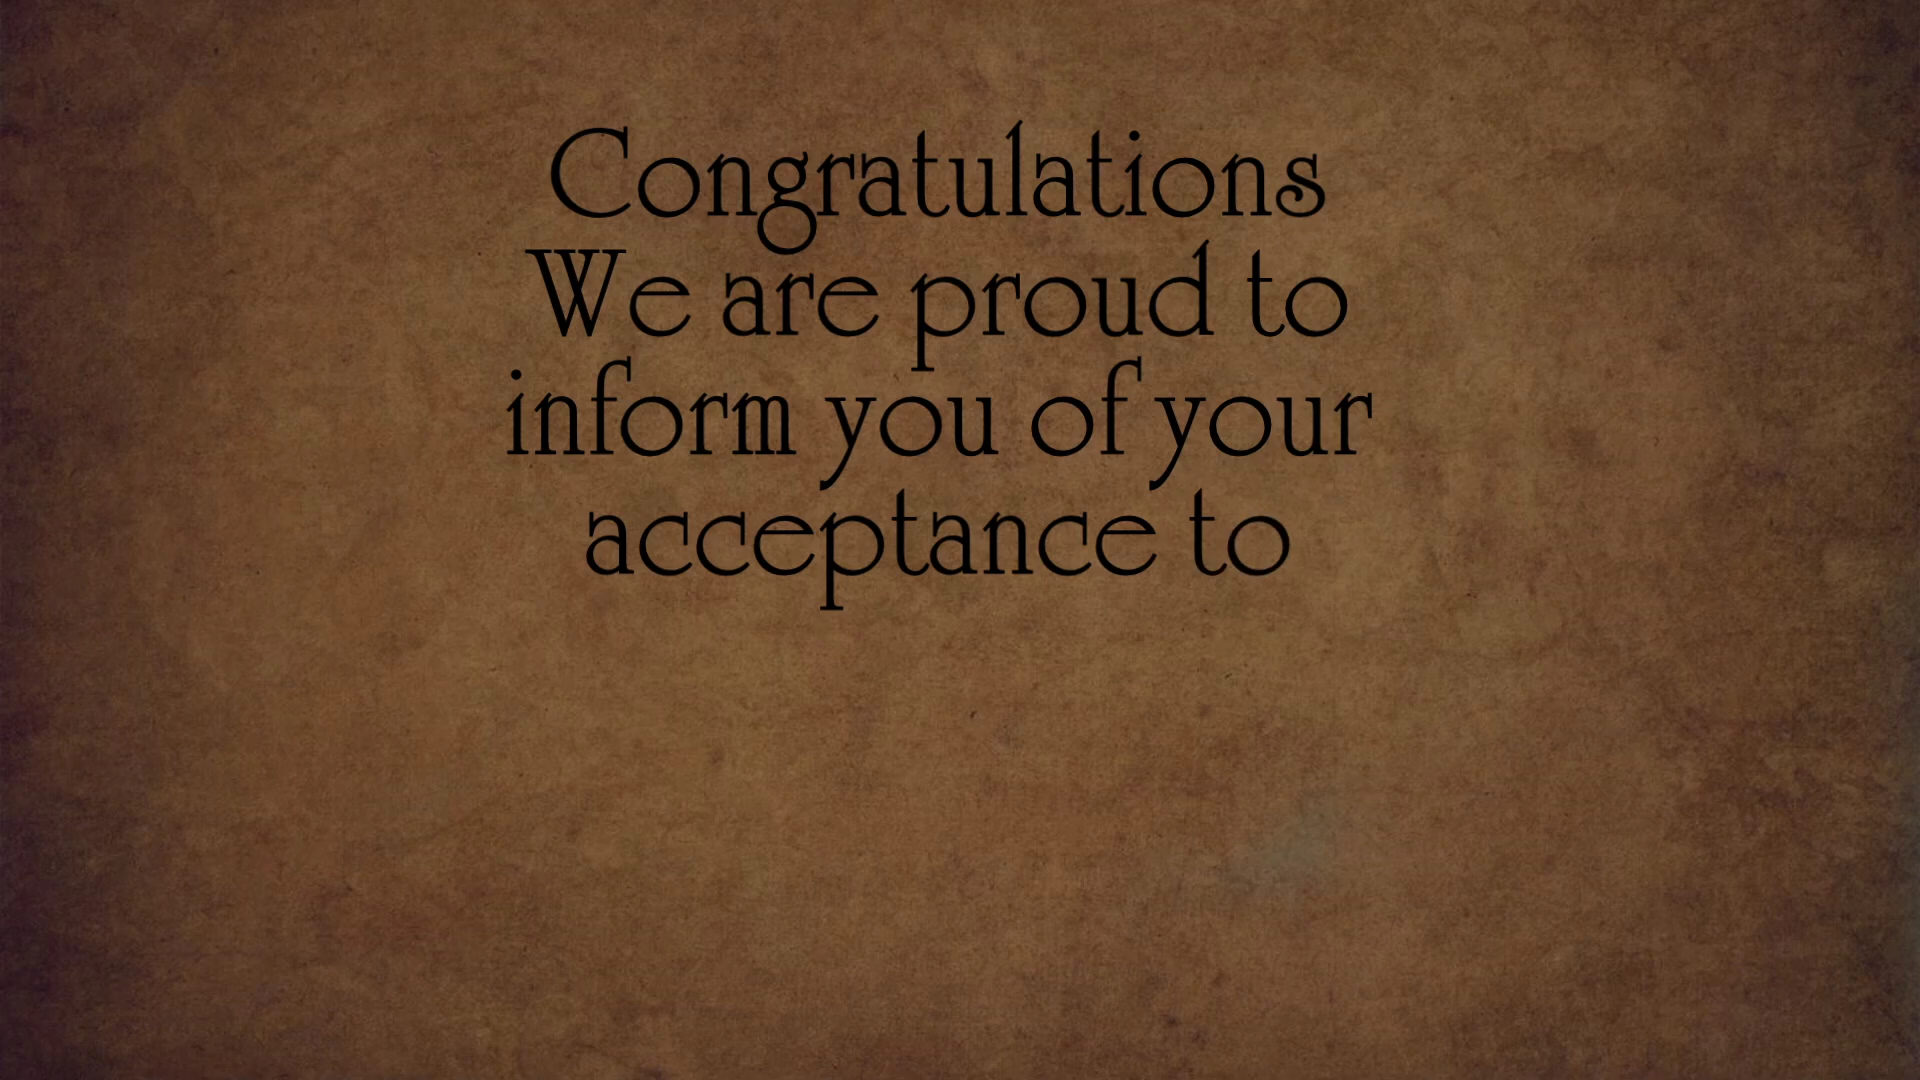 Congratulations
We are proud to
inform you of your
acceptance to